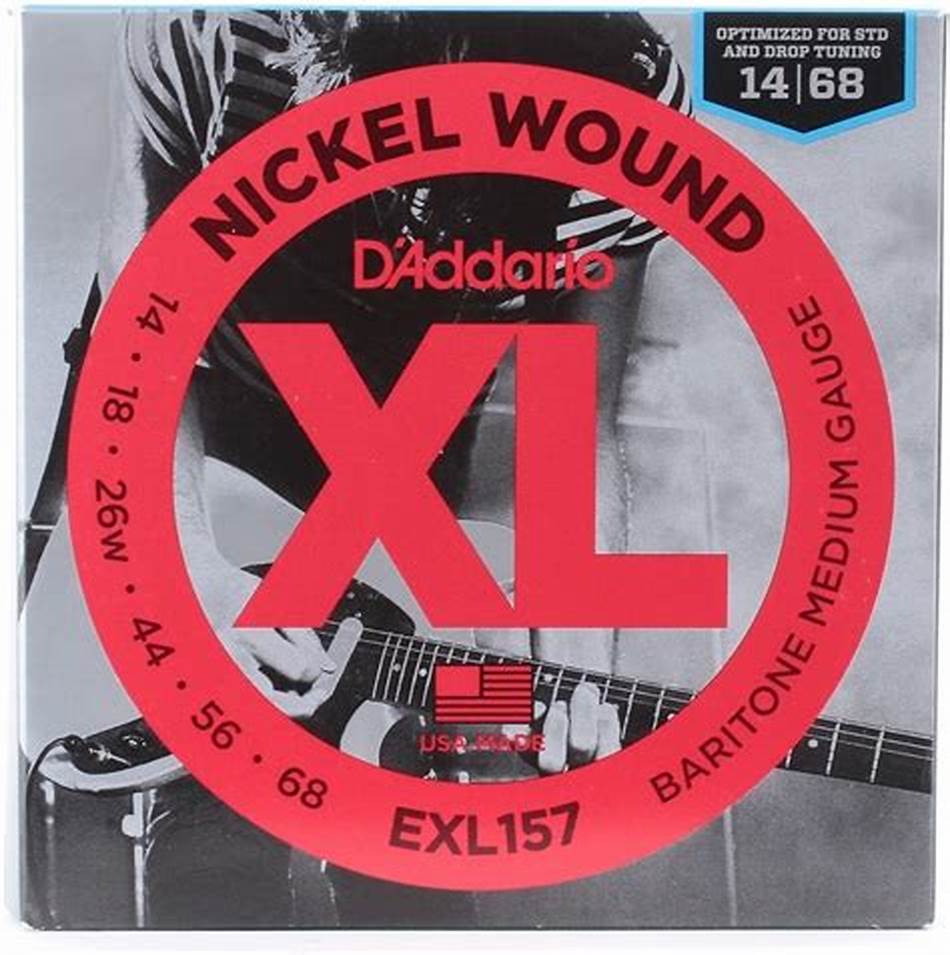 OPTIMIZED FOR STD
AND DROP TUNING
14|68
NICKEL WOUND
D'Addario
XL
14 • 18 • 26w • 44 • 56 • 68
BARITONE MEDIUM GAUGE
USA MADE
EXL157